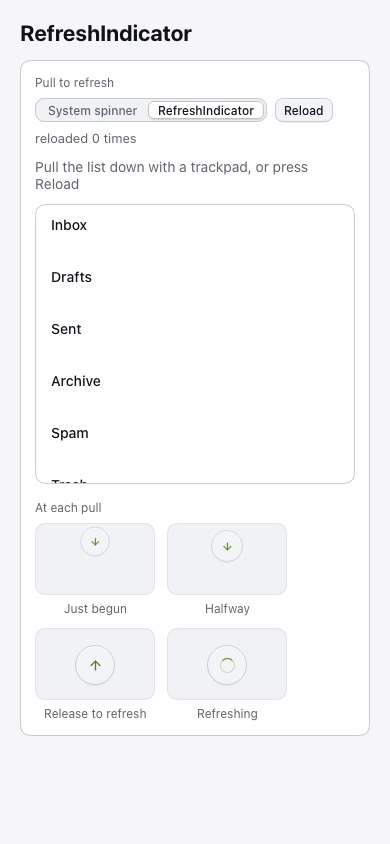 RefreshIndicator
Pull to refresh
System spinner
RefreshIndicator
Reload
reloaded 0 times
Pull the list down with a trackpad, or press
Reload
Inbox
Drafts
Sent
Archive
Spam
At each pull
Just begun
Halfway
Release to refresh
Refreshing